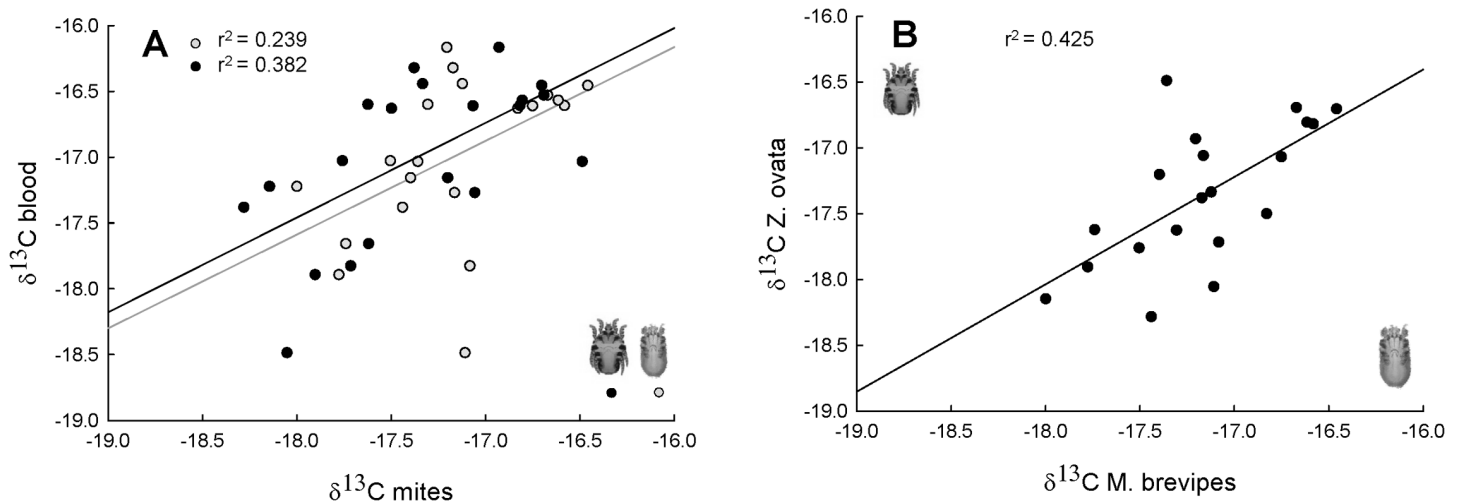 A
r² = 0.239
r² = 0.382
-16.0
-16.5
-17.0
-17.5
-18.0
-18.5
-19.0
δ¹³C blood
-19.0 -18.5 -18.0 -17.5 -17.0 -16.5 -16.0
δ¹³C mites
B
r² = 0.425
-16.0
-16.5
-17.0
-17.5
-18.0
-18.5
-19.0
δ¹³C Z. ovata
-19.0 -18.5 -18.0 -17.5 -17.0 -16.5 -16.0
δ¹³C M. brevipes